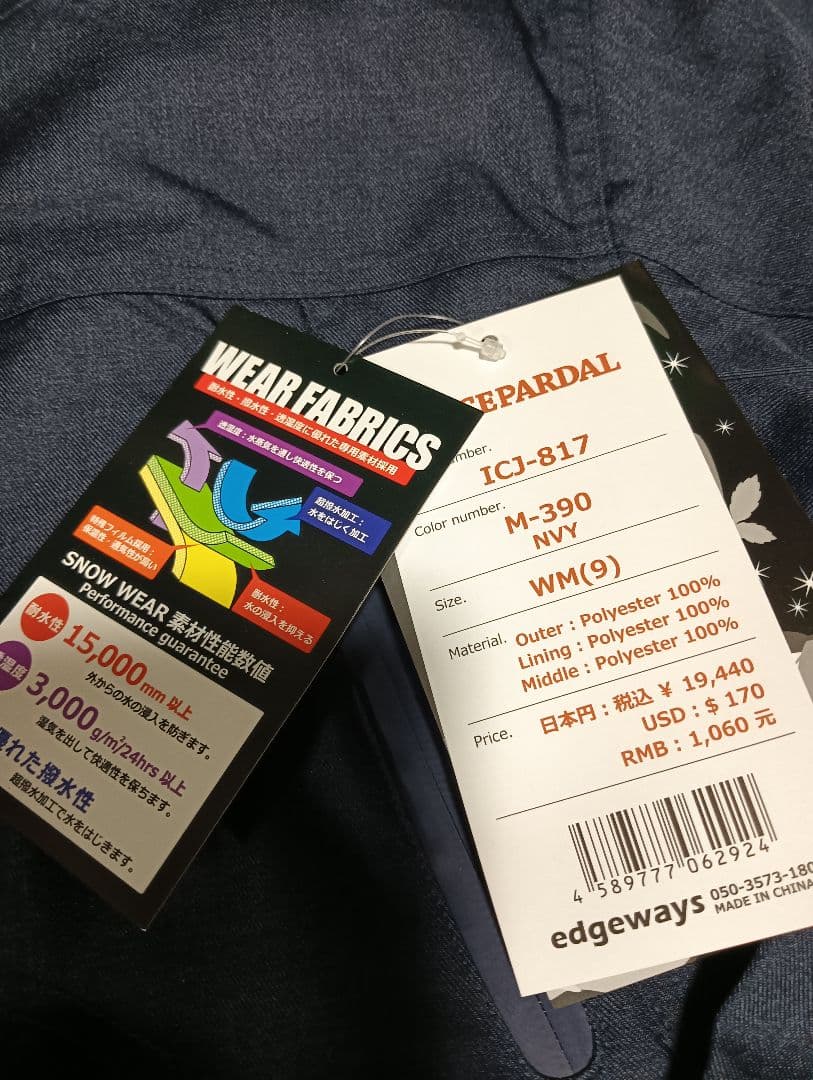 WEAR FABRICS
耐水性・撥水性・透湿度に優れた専用素材採用
透湿度：水蒸気を通し快適性を保つ
超撥水加工：
水をはじく加工
特殊フィルム採用：
保温性・通気性が高い
耐水性：
水の浸入を抑える
SNOW WEAR 素材性能数値
Performance guarantee
耐水性
15,000mm 以上
外からの水の浸入を防ぎます。
湿度
3,000g/㎡/24hrs 以上
湿気を出して快適性を保ちます。
優れた撥水性
超撥水加工で水をはじきます。
CEPARDAL
mber.
ICJ-817
Color number.
M-390
NVY
Size.
WM(9)
Material.
Outer : Polyester 100%
Lining : Polyester 100%
Middle : Polyester 100%
Price.
日本円：税込 ¥ 19,440
USD : $ 170
RMB : 1,060 元
4 589777 062924
edgeways
050-3573-180
MADE IN CHINA